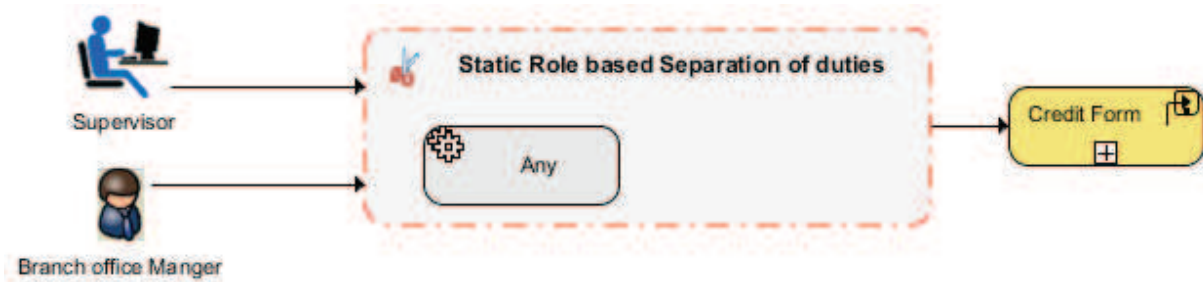 Static Role based Separation of duties
Supervisor
Any
Credit Form
Branch office Manger